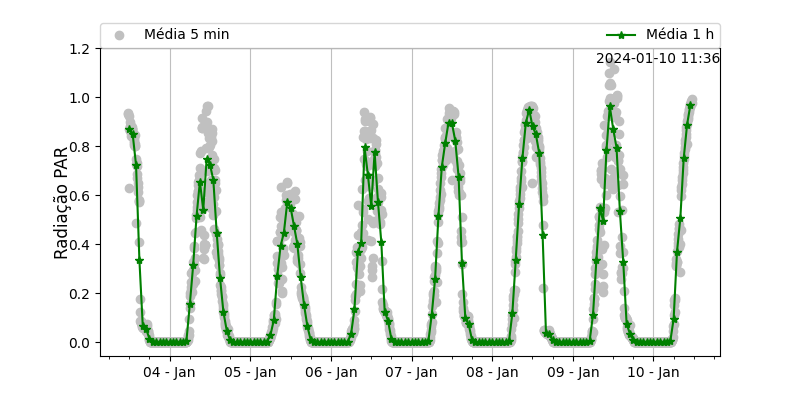 Média 5 min
Média 1 h
2024-01-10 11:36
Radiação PAR
1.2
1.0
0.8
0.6
0.4
0.2
0.0
04 - Jan
05 - Jan
06 - Jan
07 - Jan
08 - Jan
09 - Jan
10 - Jan